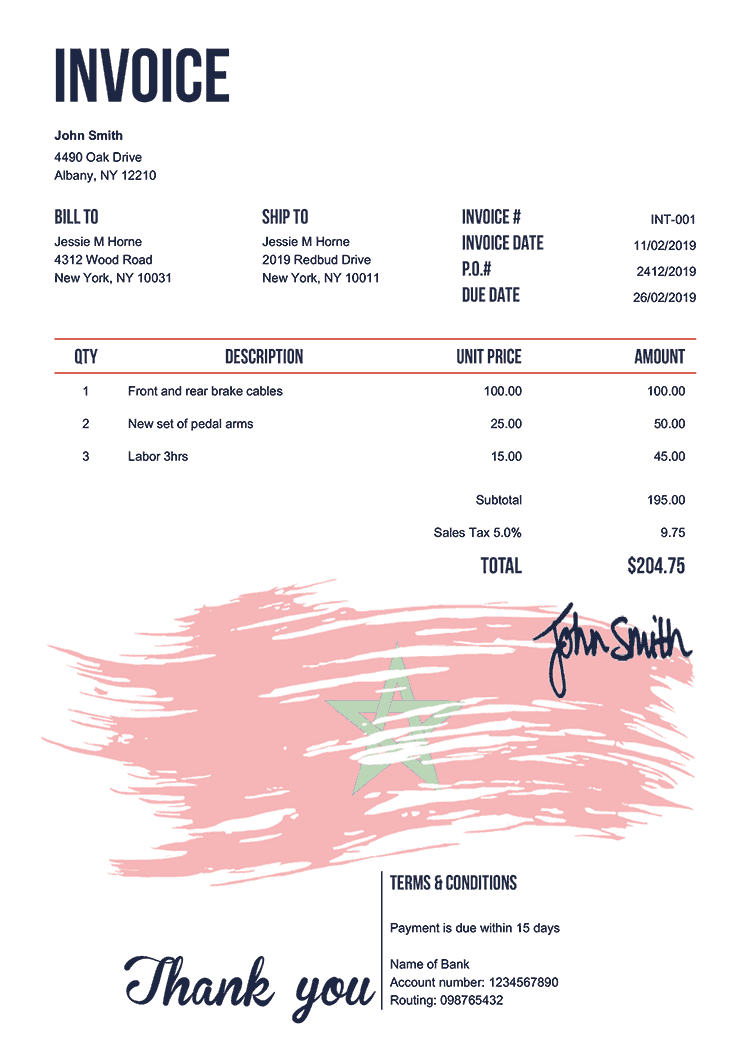 INVOICE
John Smith
4490 Oak Drive
Albany, NY 12210
BILL TO
Jessie M Horne
4312 Wood Road
New York, NY 10031
SHIP TO
Jessie M Horne
2019 Redbud Drive
New York, NY 10011
INVOICE # INT-001
INVOICE DATE 11/02/2019
P.O.# 2412/2019
DUE DATE 26/02/2019
QTY DESCRIPTION UNIT PRICE AMOUNT
1 Front and rear brake cables 100.00 100.00
2 New set of pedal arms 25.00 50.00
3 Labor 3hrs 15.00 45.00
Subtotal 195.00
Sales Tax 5.0% 9.75
TOTAL $204.75
John Smith
Thank you
TERMS & CONDITIONS
Payment is due within 15 days
Name of Bank
Account number: 1234567890
Routing: 098765432